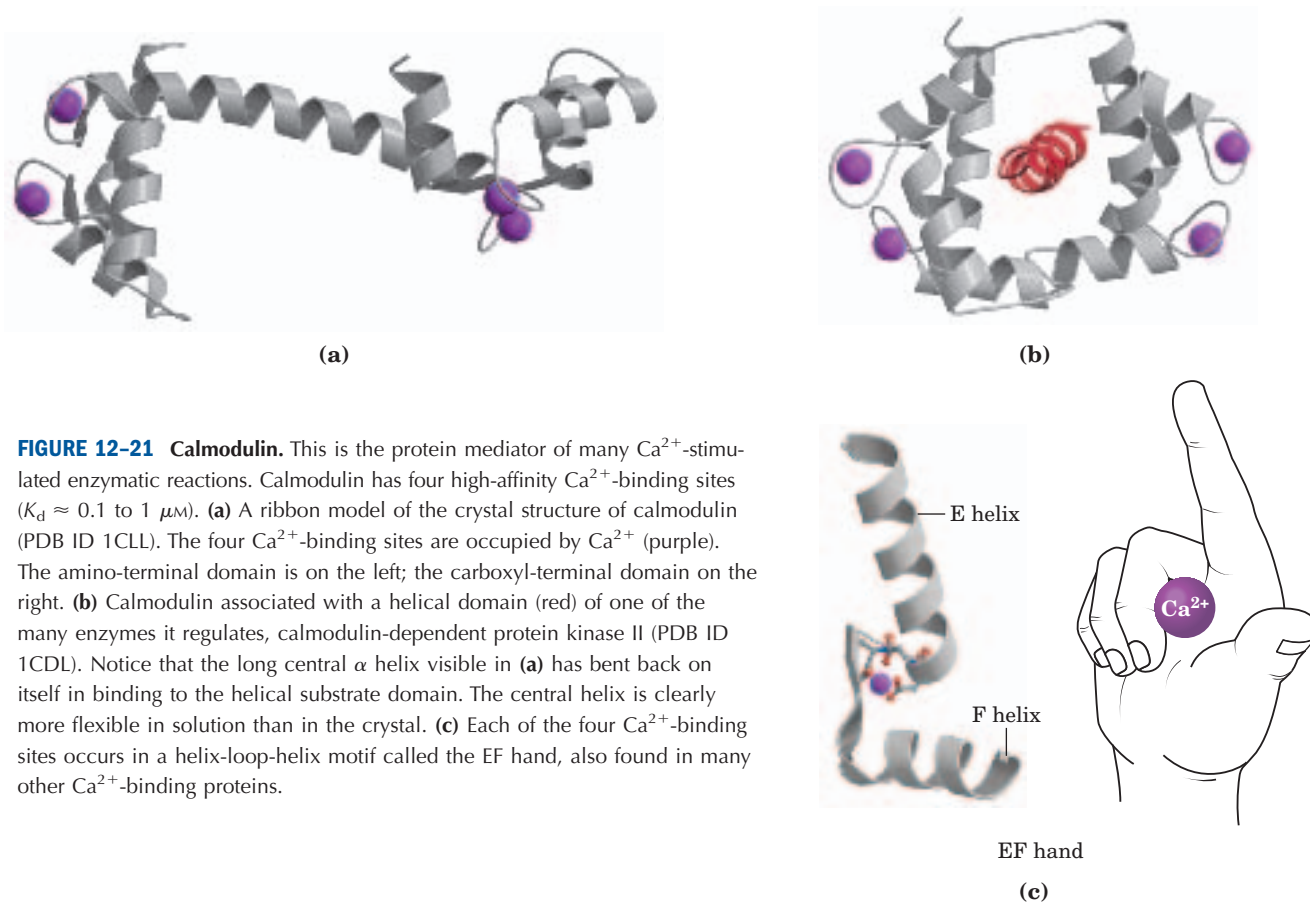 (a)
(b)
FIGURE 12–21 Calmodulin. This is the protein mediator of many Ca²⁺-stimu-
lated enzymatic reactions. Calmodulin has four high-affinity Ca²⁺-binding sites
(Kd ≈ 0.1 to 1 μM). (a) A ribbon model of the crystal structure of calmodulin
(PDB ID 1CLL). The four Ca²⁺-binding sites are occupied by Ca²⁺ (purple).
The amino-terminal domain is on the left; the carboxyl-terminal domain on the
right. (b) Calmodulin associated with a helical domain (red) of one of the
many enzymes it regulates, calmodulin-dependent protein kinase II (PDB ID
1CDL). Notice that the long central α helix visible in (a) has bent back on
itself in binding to the helical substrate domain. The central helix is clearly
more flexible in solution than in the crystal. (c) Each of the four Ca²⁺-binding
sites occurs in a helix-loop-helix motif called the EF hand, also found in many
other Ca²⁺-binding proteins.
E helix
Ca²⁺
F helix
EF hand
(c)